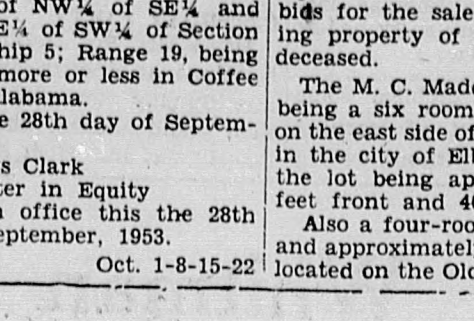 of NW¼ of SE¼ and
E¼ of SW¼ of Section
hip 5; Range 19, being
more or less in Coffee
labama.
e 28th day of Septem-
s Clark
ter in Equity
office this the 28th
eptember, 1953.
Oct. 1-8-15-22
bids for the sale
ing property of
deceased.
The M. C. Made
being a six room
on the east side of
in the city of Ell
the lot being ap
feet front and 40
Also a four-roo
and approximatel
located on the Old